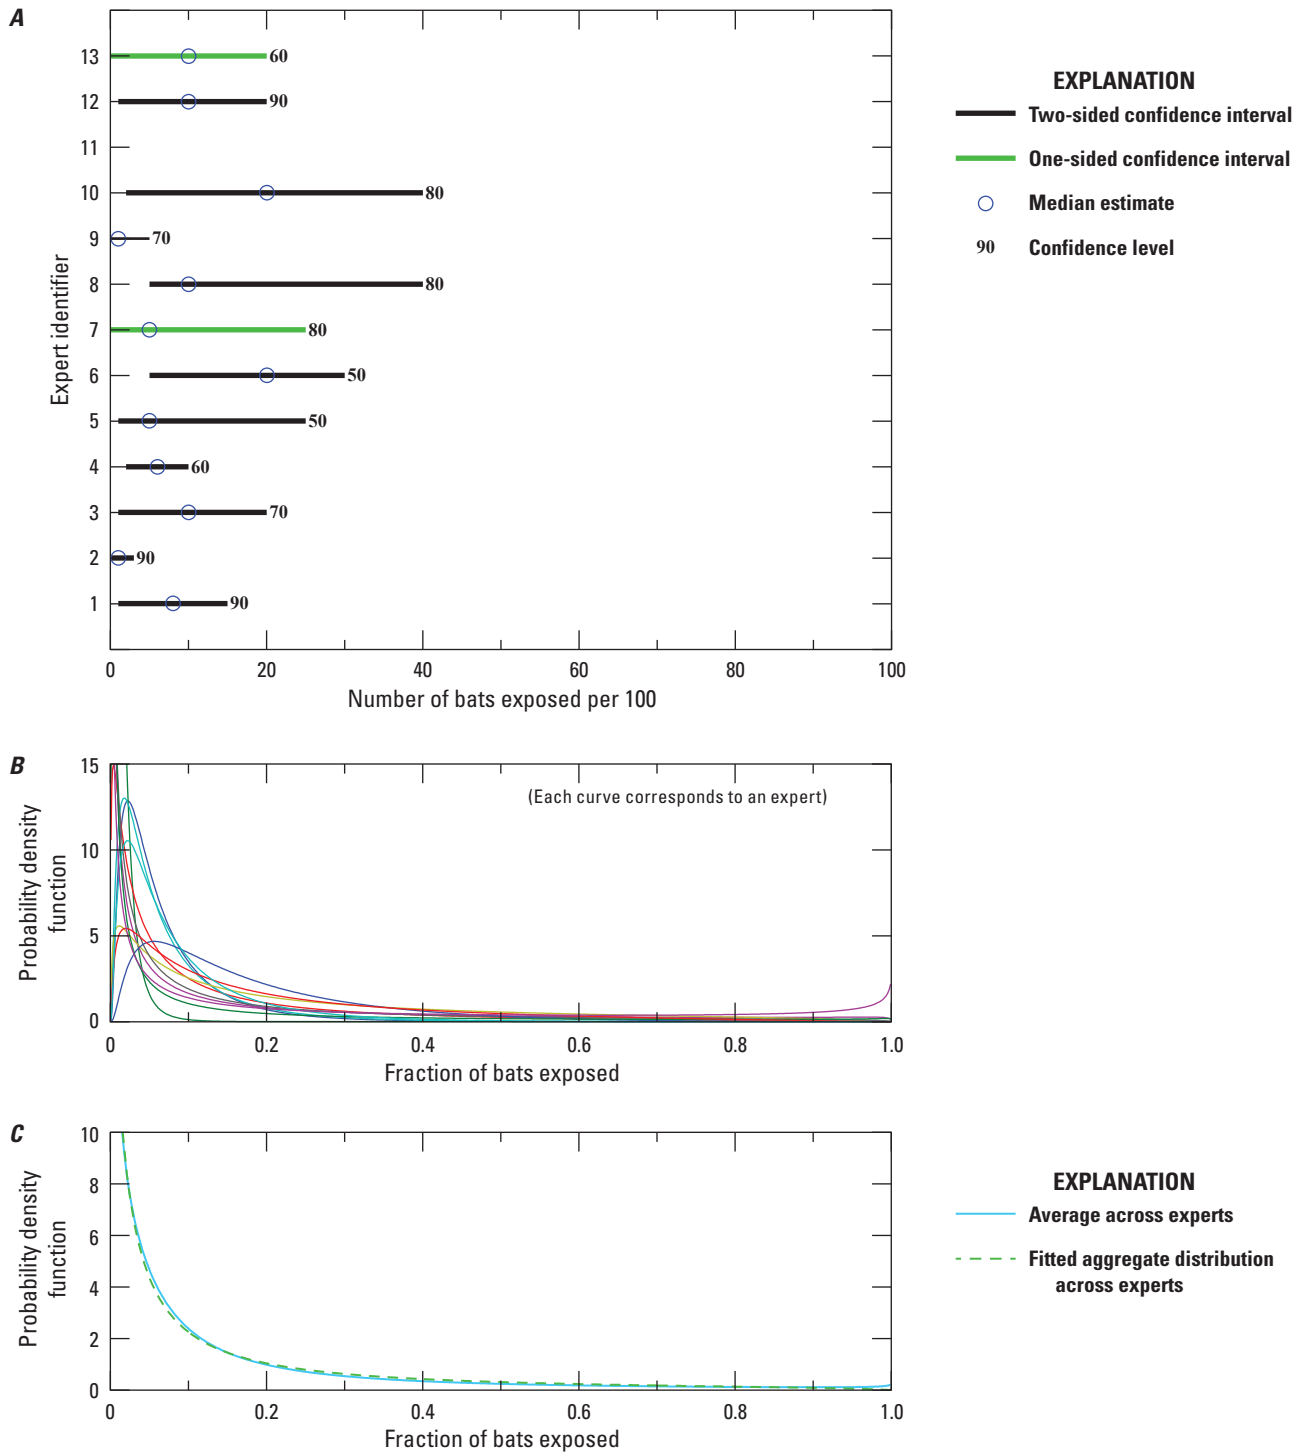 A
13
12
11
10
9
8
7
6
5
4
3
2
1
Expert identifier
60
90
80
70
80
80
50
50
60
70
90
90
0 20 40 60 80 100
Number of bats exposed per 100
EXPLANATION
Two-sided confidence interval
One-sided confidence interval
Median estimate
90 Confidence level
B
15
10
5
0
Probability density
function
(Each curve corresponds to an expert)
0 0.2 0.4 0.6 0.8 1.0
Fraction of bats exposed
C
10
8
6
4
2
0
Probability density
function
0 0.2 0.4 0.6 0.8 1.0
Fraction of bats exposed
EXPLANATION
Average across experts
Fitted aggregate distribution
across experts